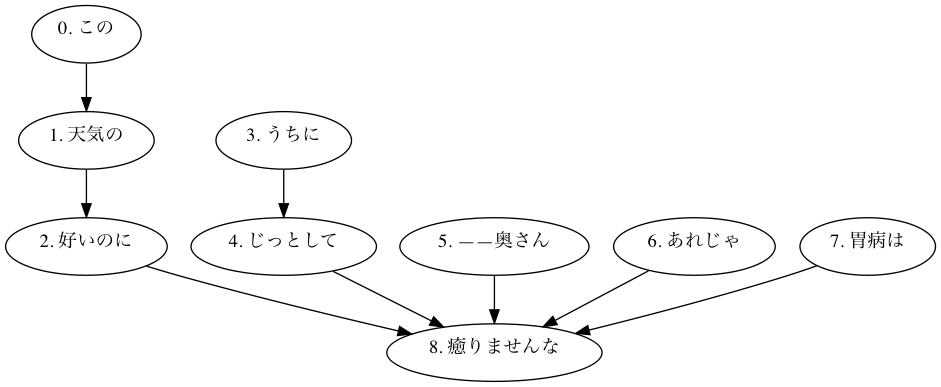 0. この
1. 天気の
3. うちに
2. 好いのに
4. じっとして
5. ――奥さん
6. あれじゃ
7. 胃病は
8. 癒りませんな